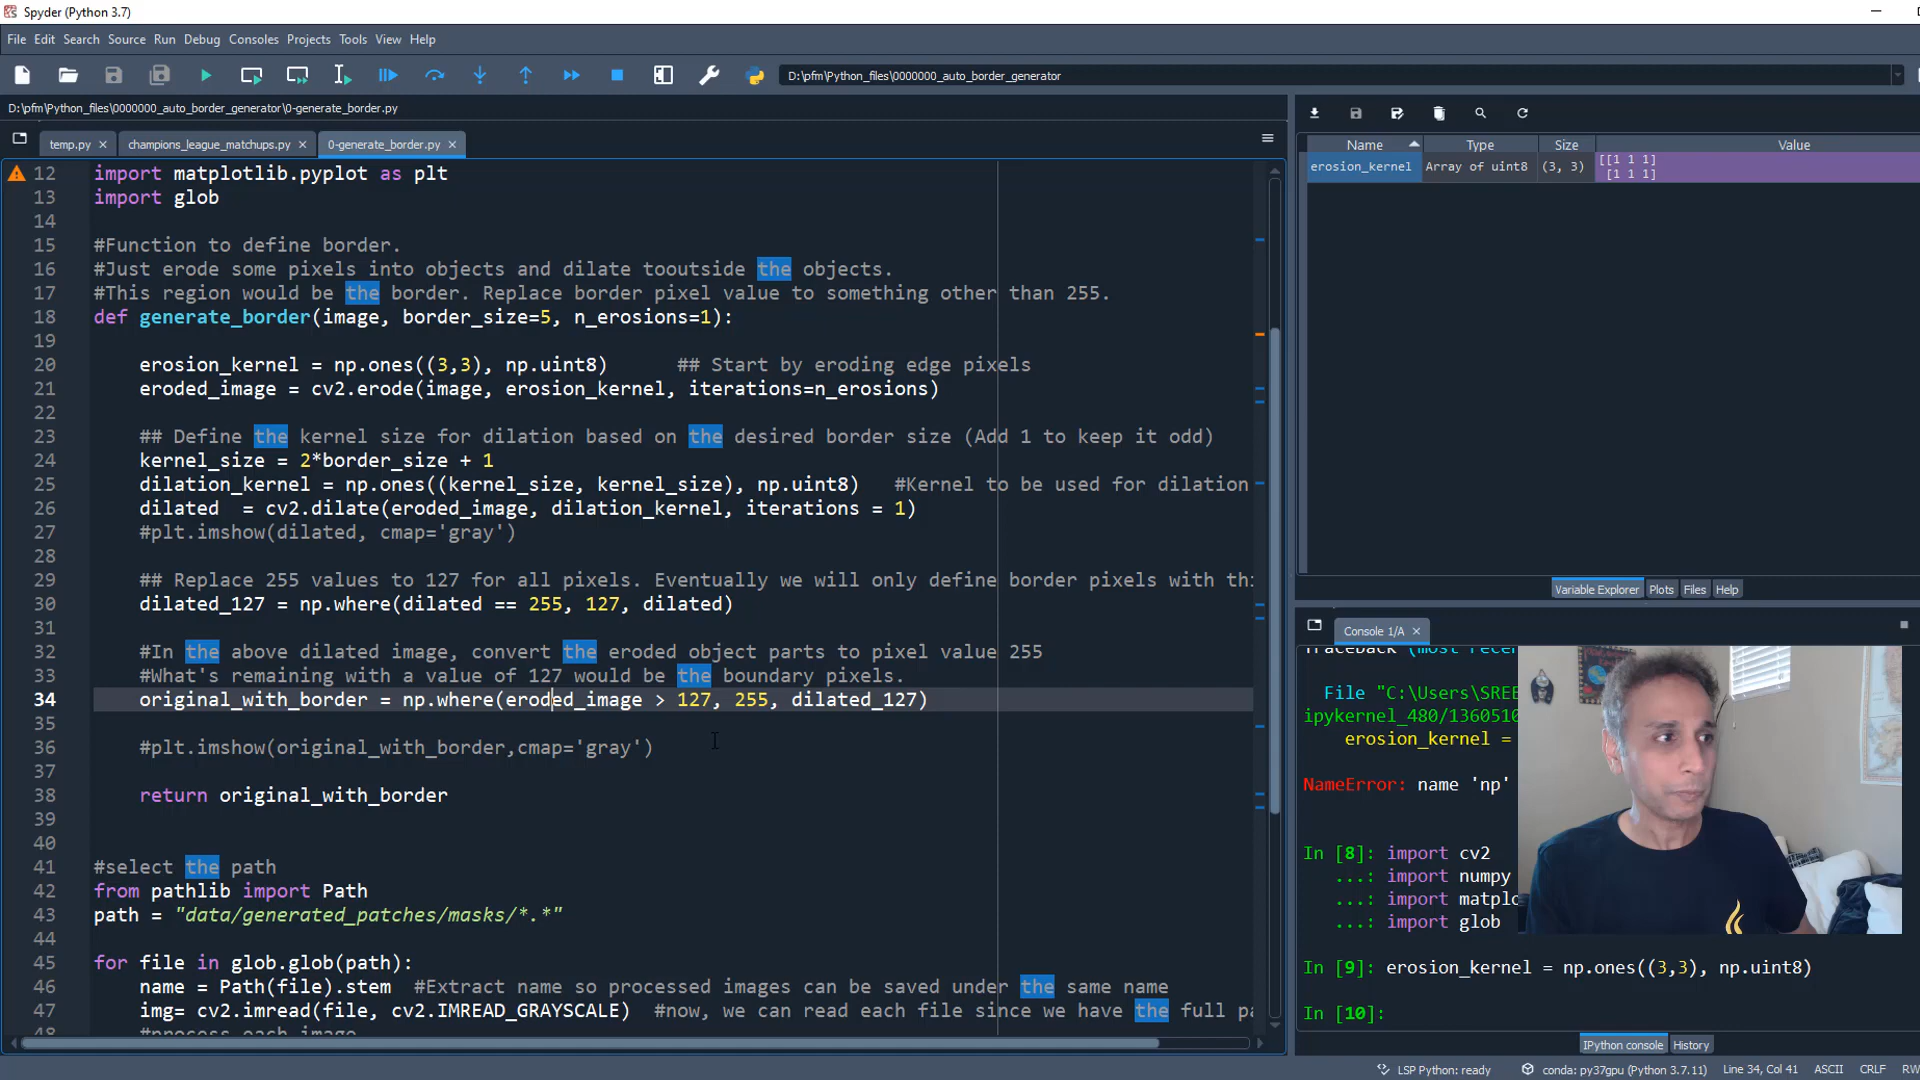 Spyder (Python 3.7)
File Edit Search Source Run Debug Consoles Projects Tools View Help
D:\pfm\Python_files\0000000_auto_border_generator
D:\pfm\Python_files\0000000_auto_border_generator\0-generate_border.py
temp.py champions_league_matchups.py 0-generate_border.py
12 import matplotlib.pyplot as plt
13 import glob
14
15 #Function to define border.
16 #Just erode some pixels into objects and dilate tooutside the objects.
17 #This region would be the border. Replace border pixel value to something other than 255.
18 def generate_border(image, border_size=5, n_erosions=1):
19
20 erosion_kernel = np.ones((3,3), np.uint8) ## Start by eroding edge pixels
21 eroded_image = cv2.erode(image, erosion_kernel, iterations=n_erosions)
22
23 ## Define the kernel size for dilation based on the desired border size (Add 1 to keep it odd)
24 kernel_size = 2*border_size + 1
25 dilation_kernel = np.ones((kernel_size, kernel_size), np.uint8) #Kernel to be used for dilation
26 dilated = cv2.dilate(eroded_image, dilation_kernel, iterations = 1)
27 #plt.imshow(dilated, cmap='gray')
28
29 ## Replace 255 values to 127 for all pixels. Eventually we will only define border pixels with thi
30 dilated_127 = np.where(dilated == 255, 127, dilated)
31
32 #In the above dilated image, convert the eroded object parts to pixel value 255
33 #What's remaining with a value of 127 would be the boundary pixels.
34 original_with_border = np.where(eroded_image > 127, 255, dilated_127)
35
36 #plt.imshow(original_with_border,cmap='gray')
37
38 return original_with_border
39
40
41 #select the path
42 from pathlib import Path
43 path = "data/generated_patches/masks/*.*"
44
45 for file in glob.glob(path):
46 name = Path(file).stem #Extract name so processed images can be saved under the same name
47 img= cv2.imread(file, cv2.IMREAD_GRAYSCALE) #now, we can read each file since we have the full pa
48 #process each image
Name Type Size Value
erosion_kernel Array of uint8 (3, 3) [[1 1 1]
[1 1 1]
Variable Explorer Plots Files Help
Console 1/A
Traceback (most recen
File "C:\Users\SREE
ipykernel_480/1360510
erosion_kernel =
NameError: name 'np'
In [8]: import cv2
...: import numpy
...: import matplo
...: import glob
In [9]: erosion_kernel = np.ones((3,3), np.uint8)
In [10]:
IPython console History
LSP Python: ready conda: py37gpu (Python 3.7.11) Line 34, Col 41 ASCII CRLF RW